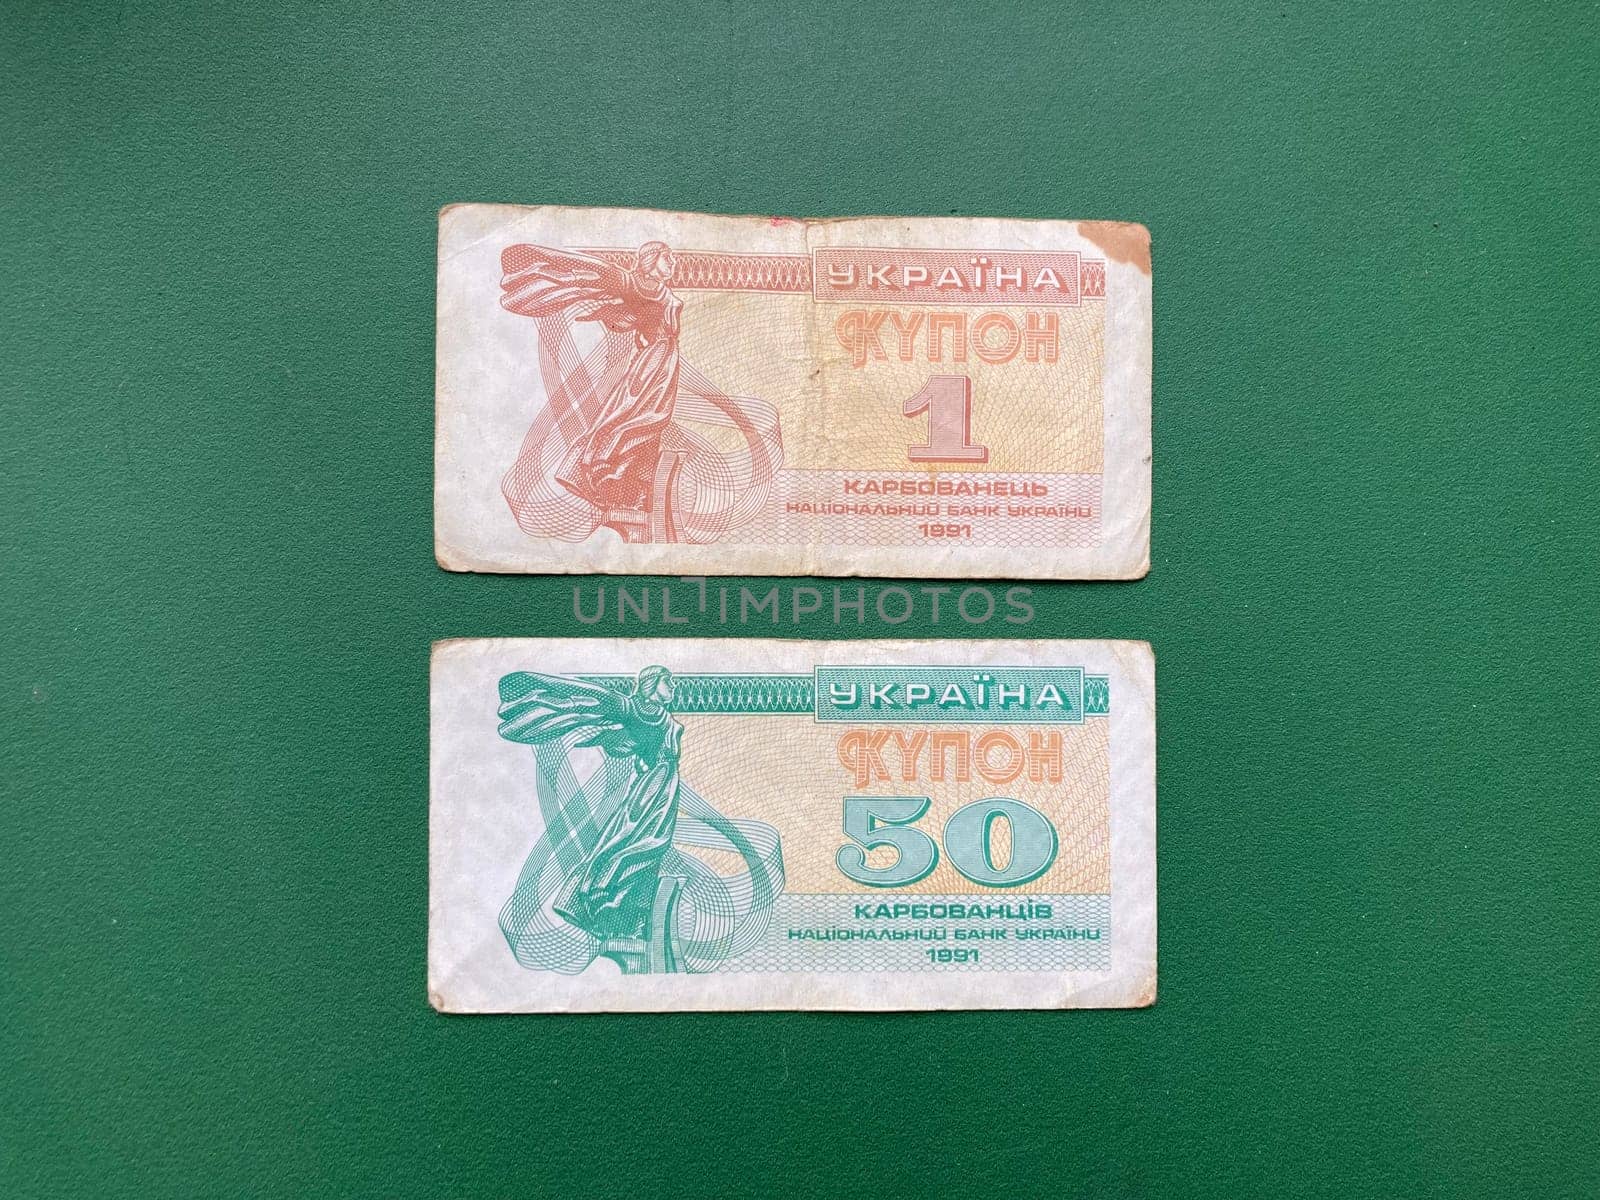 УКРАЇНА
КУПОН
1
КАРБОВАНЕЦЬ
НАЦІОНАЛЬНИЙ БАНК УКРАЇНИ
1991
UNLIMPHOTOS
УКРАЇНА
КУПОН
50
КАРБОВАНЦІВ
НАЦІОНАЛЬНИЙ БАНК УКРАЇНИ
1991